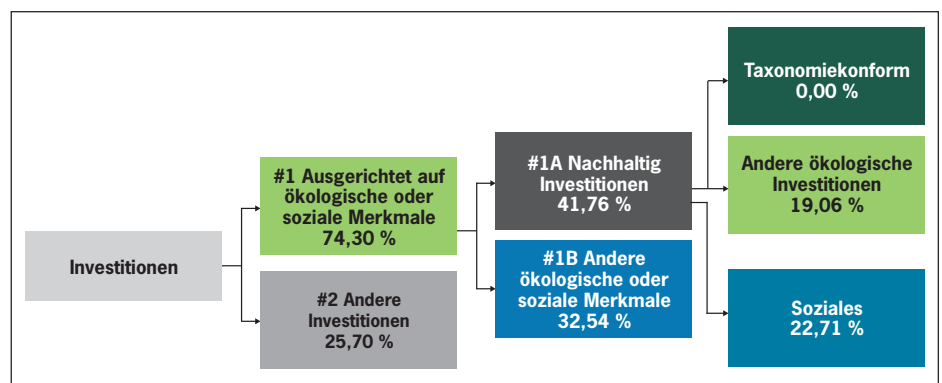 Investitionen
#1 Ausgerichtet auf
ökologische oder
soziale Merkmale
74,30 %
#2 Andere
Investitionen
25,70 %
#1A Nachhaltig
Investitionen
41,76 %
#1B Andere
ökologische oder
soziale Merkmale
32,54 %
Taxonomiekonform
0,00 %
Andere ökologische
Investitionen
19,06 %
Soziales
22,71 %